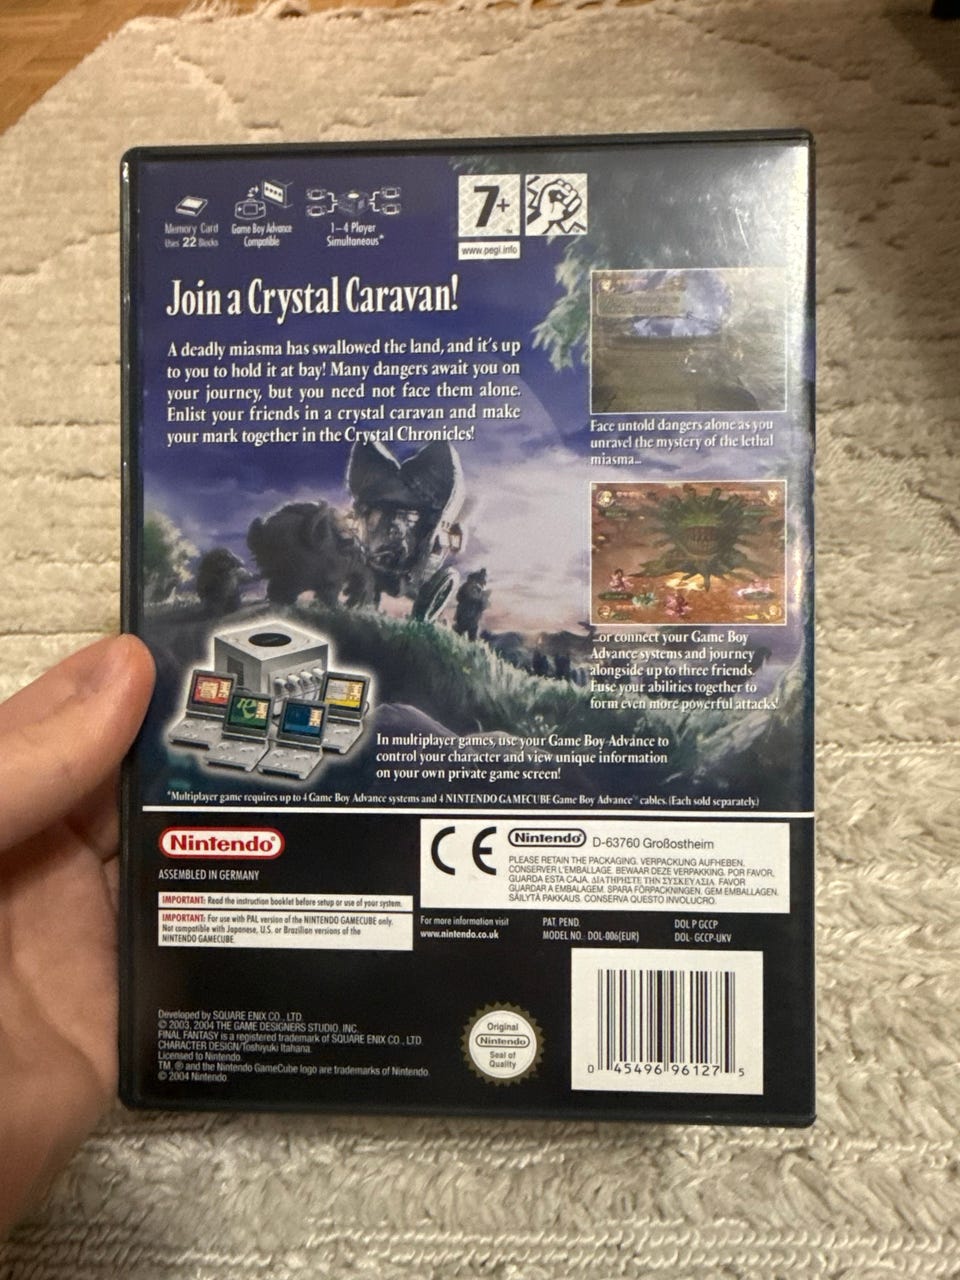 Memory Card
Uses 22 Blocks
Game Boy Advance
Compatible
1-4 Player
Simultaneous*
7+
www.pegi.info
Join a Crystal Caravan!
A deadly miasma has swallowed the land, and it's up
to you to hold it at bay! Many dangers await you on
your journey, but you need not face them alone.
Enlist your friends in a crystal caravan and make
your mark together in the Crystal Chronicles!
Face untold dangers alone as you
unravel the mystery of the lethal
miasma...
...or connect your Game Boy
Advance systems and journey
alongside up to three friends.
Fuse your abilities together to
form even more powerful attacks!
In multiplayer games, use your Game Boy Advance to
control your character and view unique information
on your own private game screen!
*Multiplayer game requires up to 4 Game Boy Advance systems and 4 NINTENDO GAMECUBE Game Boy Advance™ cables. (Each sold separately.)
Nintendo®
ASSEMBLED IN GERMANY
IMPORTANT: Read the instruction booklet before setup or use of your system.
IMPORTANT: For use with PAL version of the NINTENDO GAMECUBE only.
Not compatible with Japanese, U.S. or Brazilian versions of the
NINTENDO GAMECUBE.
CE
Nintendo® D-63760 Großostheim
PLEASE RETAIN THE PACKAGING. VERPACKUNG AUFHEBEN.
CONSERVER L'EMBALLAGE. BEWAAR DEZE VERPAKKING. POR FAVOR,
GUARDA ESTA CAJA. ΔΙΑΤΗΡΗΣΤΕ ΤΗΝ ΣΥΣΚΕΥΑΣΙΑ. FAVOR
GUARDAR A EMBALAGEM. SPARA FÖRPACKNINGEN. GEM EMBALLAGEN.
SÄILYTÄ PAKKAUS. CONSERVA QUESTO INVOLUCRO.
For more information visit
www.nintendo.co.uk
PAT. PEND.
MODEL NO.: DOL-006(EUR)
DOL P GCCP
DOL- GCCP-UKV
Developed by SQUARE ENIX CO., LTD.
© 2003, 2004 THE GAME DESIGNERS STUDIO, INC.
FINAL FANTASY is a registered trademark of SQUARE ENIX CO., LTD.
CHARACTER DESIGN/Toshiyuki Itahana.
Licensed to Nintendo.
TM, ® and the Nintendo GameCube logo are trademarks of Nintendo.
© 2004 Nintendo.
Original
Nintendo
Seal of
Quality
0 45496 96127 5